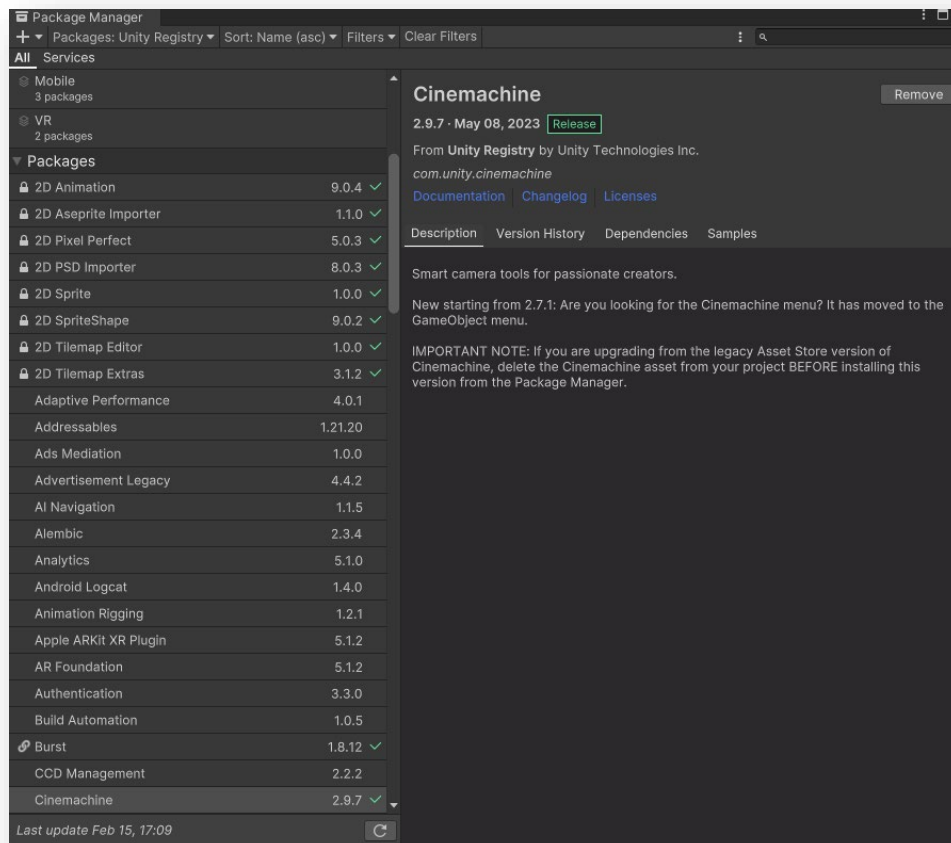 Package Manager
Packages: Unity Registry Sort: Name (asc) Filters Clear Filters
All Services
Mobile
3 packages
VR
2 packages
Packages
2D Animation 9.0.4
2D Aseprite Importer 1.1.0
2D Pixel Perfect 5.0.3
2D PSD Importer 8.0.3
2D Sprite 1.0.0
2D SpriteShape 9.0.2
2D Tilemap Editor 1.0.0
2D Tilemap Extras 3.1.2
Adaptive Performance 4.0.1
Addressables 1.21.20
Ads Mediation 1.0.0
Advertisement Legacy 4.4.2
AI Navigation 1.1.5
Alembic 2.3.4
Analytics 5.1.0
Android Logcat 1.4.0
Animation Rigging 1.2.1
Apple ARKit XR Plugin 5.1.2
AR Foundation 5.1.2
Authentication 3.3.0
Build Automation 1.0.5
Burst 1.8.12
CCD Management 2.2.2
Cinemachine 2.9.7
Last update Feb 15, 17:09
Cinemachine
Remove
2.9.7 · May 08, 2023 Release
From Unity Registry by Unity Technologies Inc.
com.unity.cinemachine
Documentation Changelog Licenses
Description Version History Dependencies Samples
Smart camera tools for passionate creators.
New starting from 2.7.1: Are you looking for the Cinemachine menu? It has moved to the
GameObject menu.
IMPORTANT NOTE: If you are upgrading from the legacy Asset Store version of
Cinemachine, delete the Cinemachine asset from your project BEFORE installing this
version from the Package Manager.